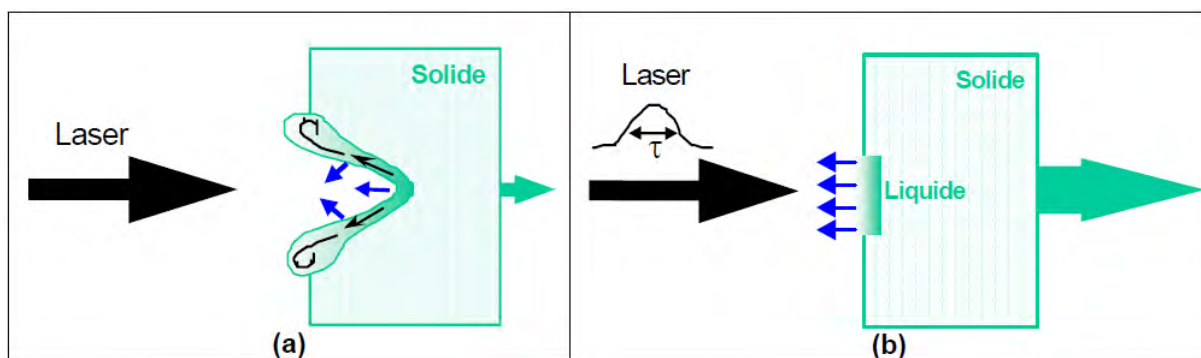 Solide
Laser
(a)
Laser
τ
Solide
Liquide
(b)